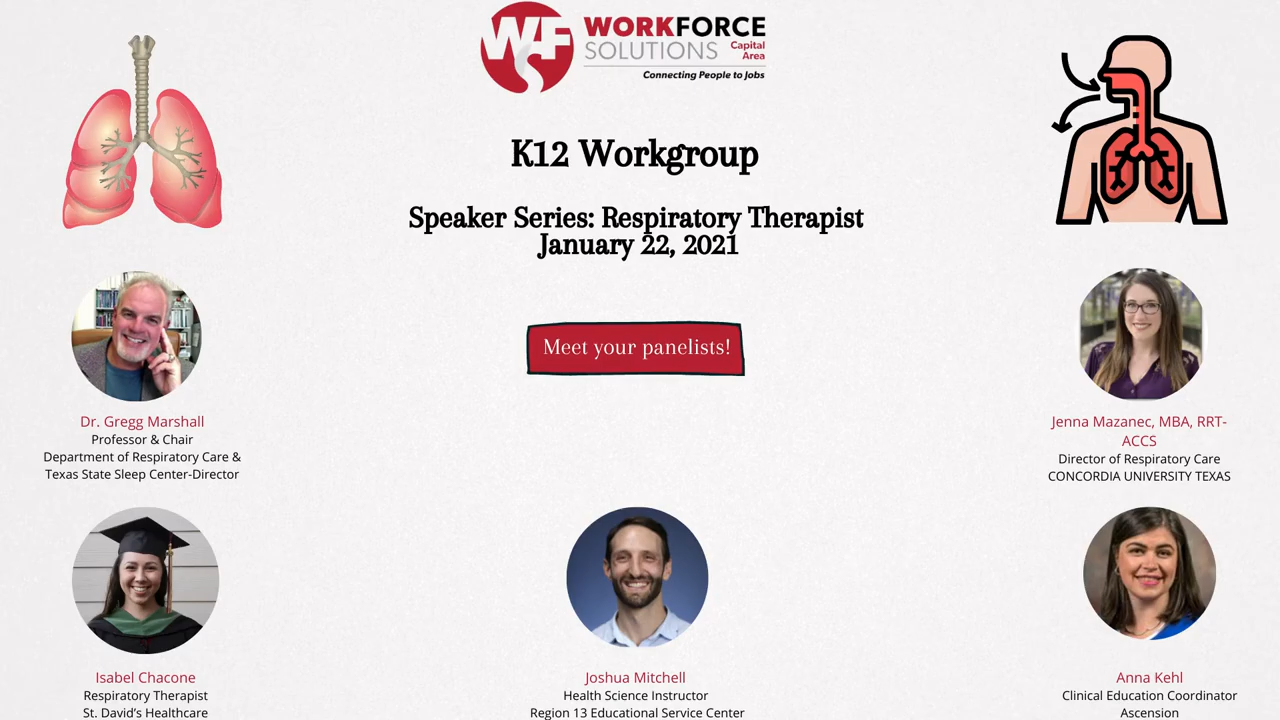 WF
WORKFORCE
SOLUTIONS Capital
Area
Connecting People to Jobs
K12 Workgroup
Speaker Series: Respiratory Therapist
January 22, 2021
Meet your panelists!
Dr. Gregg Marshall
Professor & Chair
Department of Respiratory Care &
Texas State Sleep Center-Director
Jenna Mazanec, MBA, RRT-
ACCS
Director of Respiratory Care
CONCORDIA UNIVERSITY TEXAS
Isabel Chacone
Respiratory Therapist
St. David's Healthcare
Joshua Mitchell
Health Science Instructor
Region 13 Educational Service Center
Anna Kehl
Clinical Education Coordinator
Ascension